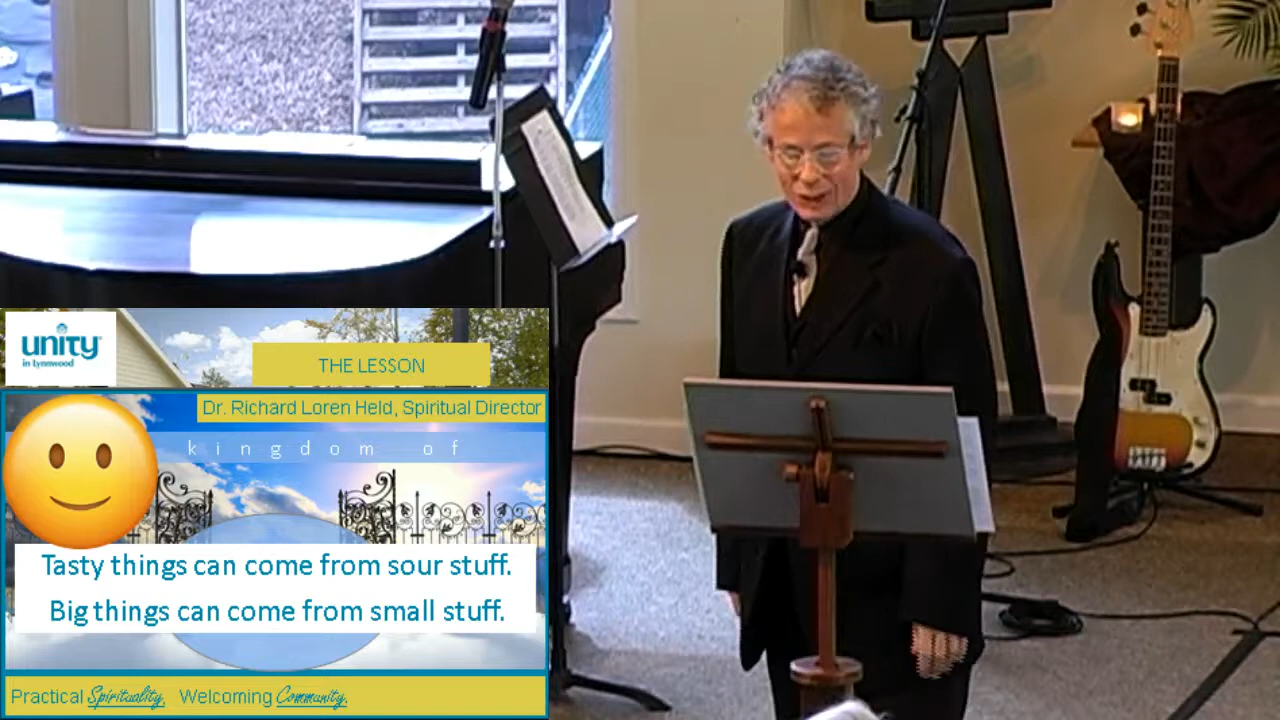 unity
in Lynnwood
THE LESSON
Dr. Richard Loren Held, Spiritual Director
kingdom of
Tasty things can come from sour stuff.
Big things can come from small stuff.
Practical Spirituality. Welcoming Community.